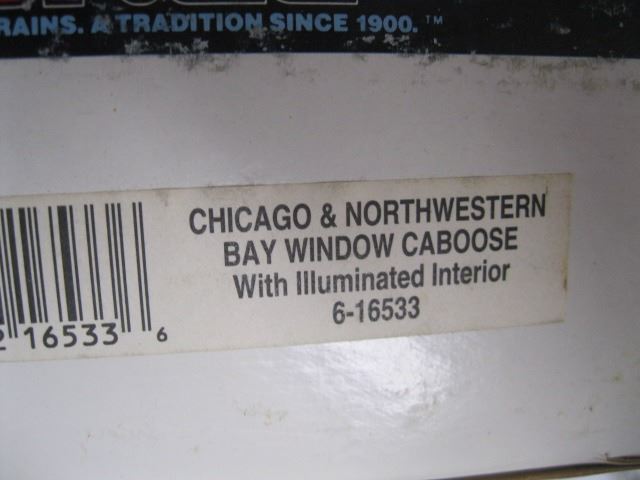 RAINS. A TRADITION SINCE 1900.™
CHICAGO & NORTHWESTERN
BAY WINDOW CABOOSE
With Illuminated Interior
6-16533
2 16533 6